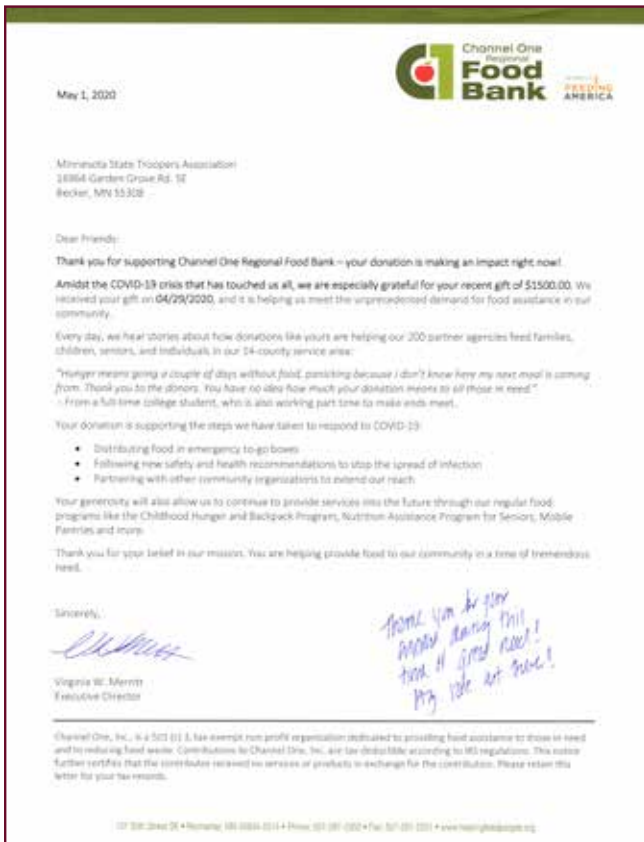 Channel One
Regional
Food
Bank
FEEDING
AMERICA
May 1, 2020
Minnesota State Troopers Association
16964 Garden Grove Rd. SE
Becker, MN 55308
Dear Friends:
Thank you for supporting Channel One Regional Food Bank – your donation is making an impact right now!
Amidst the COVID-19 crisis that has touched us all, we are especially grateful for your recent gift of $1500.00. We
received your gift on 04/29/2020, and it is helping us meet the unprecedented demand for food assistance in our
community.
Every day, we hear stories about how donations like yours are helping our 200 partner agencies feed families,
children, seniors, and individuals in our 14-county service area:
"Hunger means going a couple of days without food, panicking because I don't know here my next meal is coming
from. Thank you to the donors. You have no idea how much your donation means to all those in need."
- From a full-time college student, who is also working part time to make ends meet.
Your donation is supporting the steps we have taken to respond to COVID-19:
• Distributing food in emergency to-go boxes
• Following new safety and health recommendations to stop the spread of infection
• Partnering with other community organizations to extend our reach
Your generosity will also allow us to continue to provide services into the future through our regular food
programs like the Childhood Hunger and Backpack Program, Nutrition Assistance Program for Seniors, Mobile
Pantries and more.
Thank you for your belief in our mission. You are helping provide food to our community in a time of tremendous
need.
Sincerely,
Thank you for your
during this
time of great need!
Virginia W. Merritt
Executive Director
Channel One, Inc., is a 501 (c) 3, tax exempt non profit organization dedicated to providing food assistance to those in need
and to reducing food waste. Contributions to Channel One, Inc. are tax deductible according to IRS regulations. This notice
further certifies that the contributor received no services or products in exchange for the contribution. Please retain this
letter for your tax records.